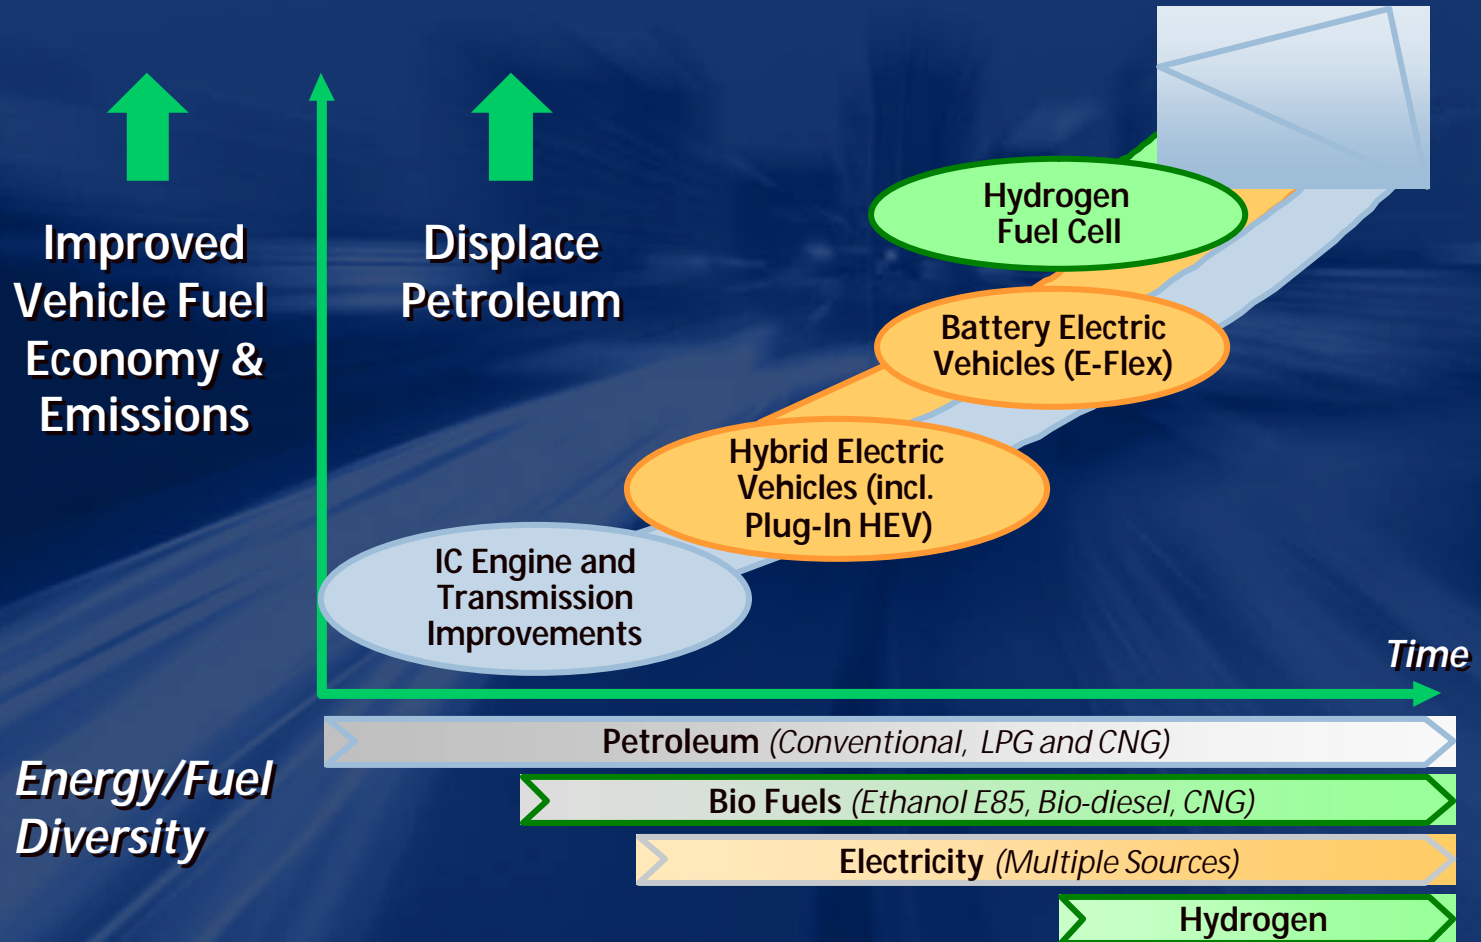 Improved
Vehicle Fuel
Economy &
Emissions
Displace
Petroleum
Hydrogen
Fuel Cell
Battery Electric
Vehicles (E-Flex)
Hybrid Electric
Vehicles (incl.
Plug-In HEV)
IC Engine and
Transmission
Improvements
Time
Energy/Fuel
Diversity
Petroleum (Conventional, LPG and CNG)
Bio Fuels (Ethanol E85, Bio-diesel, CNG)
Electricity (Multiple Sources)
Hydrogen